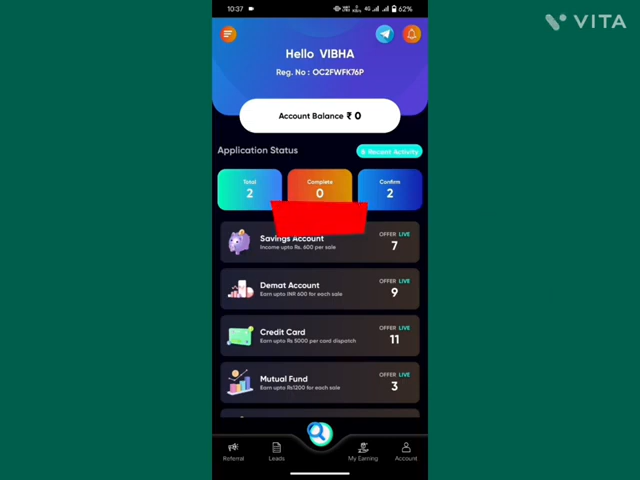 10:37
4G
62%
VITA
Hello VIBHA
Reg. No : OC2FWFK76P
Account Balance ₹ 0
Application Status
Recent Activity
Total
2
Complete
0
Confirm
2
Savings Account
Income upto Rs. 600 per sale
OFFER LIVE
7
Demat Account
Earn upto INR 600 for each sale
OFFER LIVE
9
Credit Card
Earn upto Rs 5000 per card dispatch
OFFER LIVE
11
Mutual Fund
Earn upto Rs1200 for each sale
OFFER LIVE
3
Referral
Leads
My Earning
Account